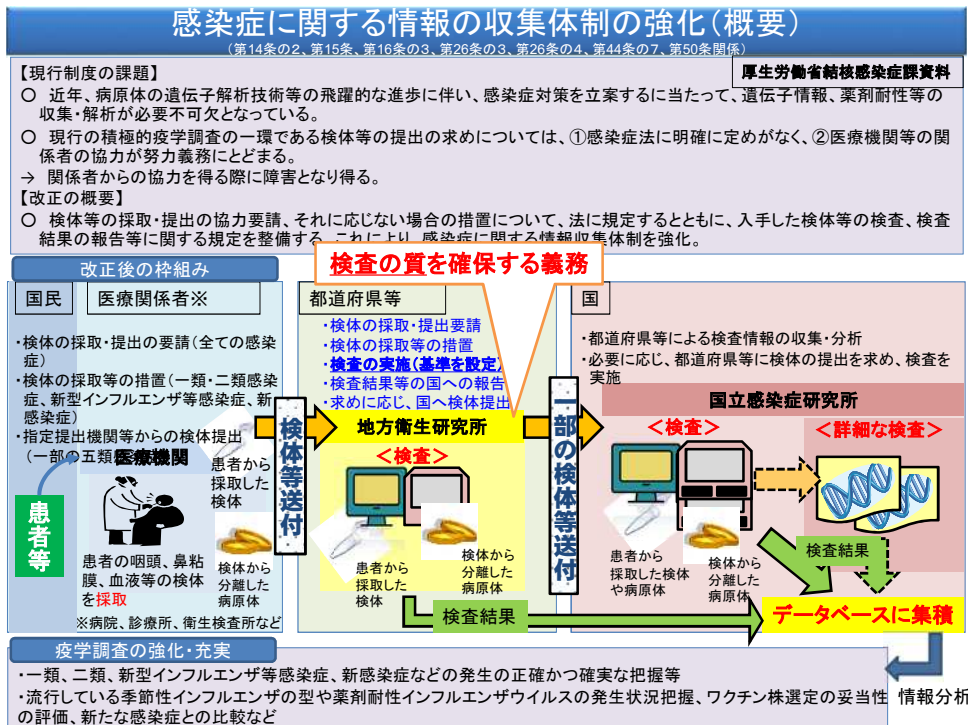 感染症に関する情報の収集体制の強化(概要)
(第14条の2、第15条、第16条の3、第26条の3、第26条の4、第44条の7、第50条関係)
【現行制度の課題】
厚生労働省結核感染症課資料
○ 近年、病原体の遺伝子解析技術等の飛躍的な進歩に伴い、感染症対策を立案するに当たって、遺伝子情報、薬剤耐性等の
収集・解析が必要不可欠となっている。
○ 現行の積極的疫学調査の一環である検体等の提出の求めについては、①感染症法に明確に定めがなく、②医療機関等の関
係者の協力が努力義務にとどまる。
→ 関係者からの協力を得る際に障害となり得る。
【改正の概要】
○ 検体等の採取・提出の協力要請、それに応じない場合の措置について、法に規定するとともに、入手した検体等の検査、検査
結果の報告等に関する規定を整備する。これにより、感染症に関する情報収集体制を強化。
改正後の枠組み
検査の質を確保する義務
国民
医療関係者※
・検体の採取・提出の要請(全ての感染
症)
・検体の採取等の措置(一類・二類感染
症、新型インフルエンザ等感染症、新
感染症)
・指定提出機関等からの検体提出
(一部の五類
医療機関
患者等
患者から
採取した
検体
患者の咽頭、鼻粘
膜、血液等の検体
を採取
検体から
分離した
病原体
※病院、診療所、衛生検査所など
検体等送付
都道府県等
・検体の採取・提出要請
・検体の採取等の措置
・検査の実施(基準を設定)
・検査結果等の国への報告
・求めに応じ、国へ検体提出
地方衛生研究所
<検査>
患者から
採取した
検体
検体から
分離した
病原体
検査結果
一部の検体等送付
国
・都道府県等による検査情報の収集・分析
・必要に応じ、都道府県等に検体の提出を求め、検査を
実施
国立感染症研究所
<検査>
<詳細な検査>
患者から
採取した検体
や病原体
検体から
分離した
病原体
検査結果
データベースに集積
疫学調査の強化・充実
・一類、二類、新型インフルエンザ等感染症、新感染症などの発生の正確かつ確実な把握等
・流行している季節性インフルエンザの型や薬剤耐性インフルエンザウイルスの発生状況把握、ワクチン株選定の妥当性
の評価、新たな感染症との比較など
情報分析